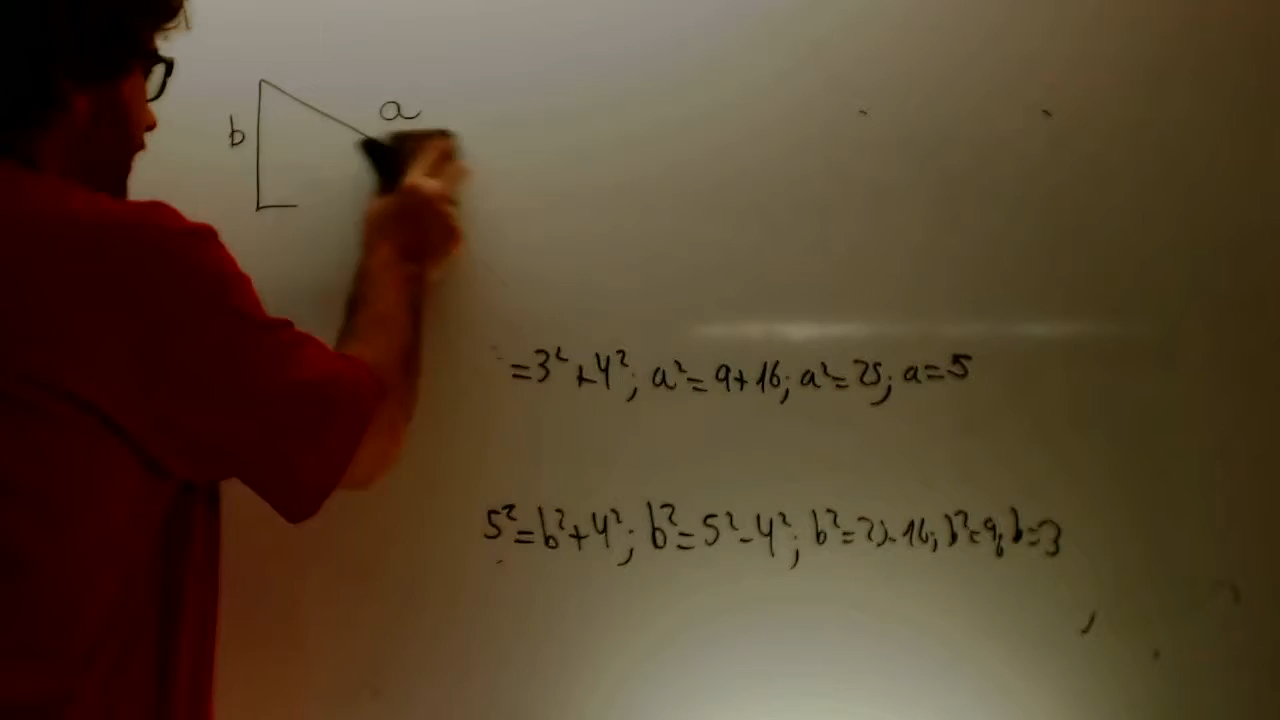 a
b
=3²+4²; a²=9+16; a²=25; a=5
5²=b²+4²; b²=5²-4²; b²=25-16; b²=9; b=3